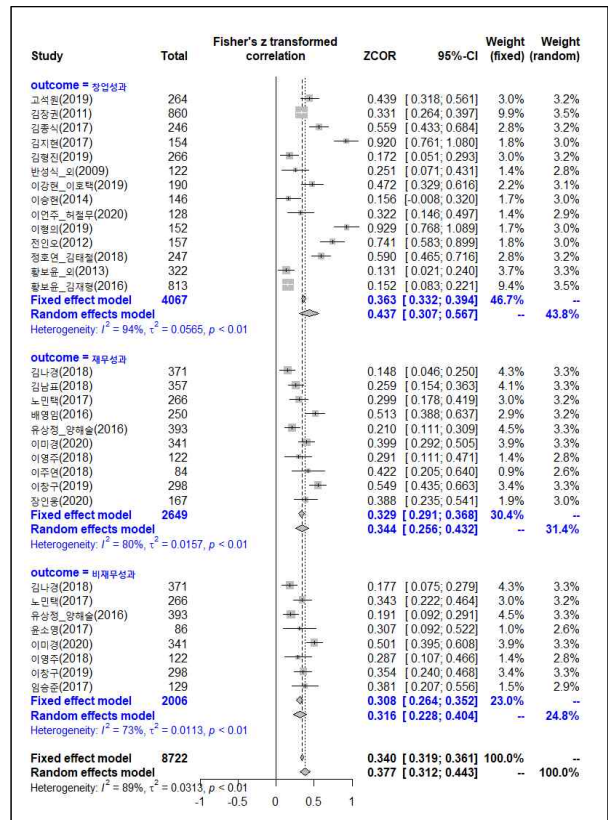 Fisher's z transformed Weight Weight
Study Total correlation ZCOR 95%-CI (fixed) (random)
outcome = 창업성과
고석원(2019) 264 0.439 [ 0.318; 0.561] 3.0% 3.2%
김장권(2011) 860 0.331 [ 0.264; 0.397] 9.9% 3.5%
김종식(2017) 246 0.559 [ 0.433; 0.684] 2.8% 3.2%
김지현(2017) 154 0.920 [ 0.761; 1.080] 1.8% 3.0%
김형진(2019) 266 0.172 [ 0.051; 0.293] 3.0% 3.2%
반성식_외(2009) 122 0.251 [ 0.071; 0.431] 1.4% 2.8%
이강현_이호택(2019) 190 0.472 [ 0.329; 0.616] 2.2% 3.1%
이승현(2014) 146 0.156 [-0.008; 0.320] 1.7% 3.0%
이언주_허철무(2020) 128 0.322 [ 0.146; 0.497] 1.4% 2.9%
이형의(2019) 152 0.929 [ 0.768; 1.089] 1.7% 3.0%
전인오(2012) 157 0.741 [ 0.583; 0.899] 1.8% 3.0%
정호연_김태철(2018) 247 0.590 [ 0.465; 0.716] 2.8% 3.2%
황보윤_외(2013) 322 0.131 [ 0.021; 0.240] 3.7% 3.3%
황보윤_김재형(2016) 813 0.152 [ 0.083; 0.221] 9.4% 3.5%
Fixed effect model 4067 0.363 [ 0.332; 0.394] 46.7% --
Random effects model 0.437 [ 0.307; 0.567] -- 43.8%
Heterogeneity: I² = 94%, τ² = 0.0565, p < 0.01
outcome = 재무성과
김나경(2018) 371 0.148 [ 0.046; 0.250] 4.3% 3.3%
김남표(2018) 357 0.259 [ 0.154; 0.363] 4.1% 3.3%
노민택(2017) 266 0.299 [ 0.178; 0.419] 3.0% 3.2%
배영임(2016) 250 0.513 [ 0.388; 0.637] 2.9% 3.2%
유상정_양해술(2016) 393 0.210 [ 0.111; 0.309] 4.5% 3.3%
이미경(2020) 341 0.399 [ 0.292; 0.505] 3.9% 3.3%
이영주(2018) 122 0.291 [ 0.111; 0.471] 1.4% 2.8%
이주연(2018) 84 0.422 [ 0.205; 0.640] 0.9% 2.6%
이창구(2019) 298 0.549 [ 0.435; 0.663] 3.4% 3.3%
장인웅(2020) 167 0.388 [ 0.235; 0.541] 1.9% 3.0%
Fixed effect model 2649 0.329 [ 0.291; 0.368] 30.4% --
Random effects model 0.344 [ 0.256; 0.432] -- 31.4%
Heterogeneity: I² = 80%, τ² = 0.0157, p < 0.01
outcome = 비재무성과
김나경(2018) 371 0.177 [ 0.075; 0.279] 4.3% 3.3%
노민택(2017) 266 0.343 [ 0.222; 0.464] 3.0% 3.2%
유상정_양해술(2016) 393 0.191 [ 0.092; 0.291] 4.5% 3.3%
윤소영(2017) 86 0.307 [ 0.092; 0.522] 1.0% 2.6%
이미경(2020) 341 0.501 [ 0.395; 0.608] 3.9% 3.3%
이영주(2018) 122 0.287 [ 0.107; 0.466] 1.4% 2.8%
이창구(2019) 298 0.354 [ 0.240; 0.468] 3.4% 3.3%
임승준(2017) 129 0.381 [ 0.207; 0.556] 1.5% 2.9%
Fixed effect model 2006 0.308 [ 0.264; 0.352] 23.0% --
Random effects model 0.316 [ 0.228; 0.404] -- 24.8%
Heterogeneity: I² = 73%, τ² = 0.0113, p < 0.01
Fixed effect model 8722 0.340 [ 0.319; 0.361] 100.0% --
Random effects model 0.377 [ 0.312; 0.443] -- 100.0%
Heterogeneity: I² = 89%, τ² = 0.0313, p < 0.01
-1 -0.5 0 0.5 1